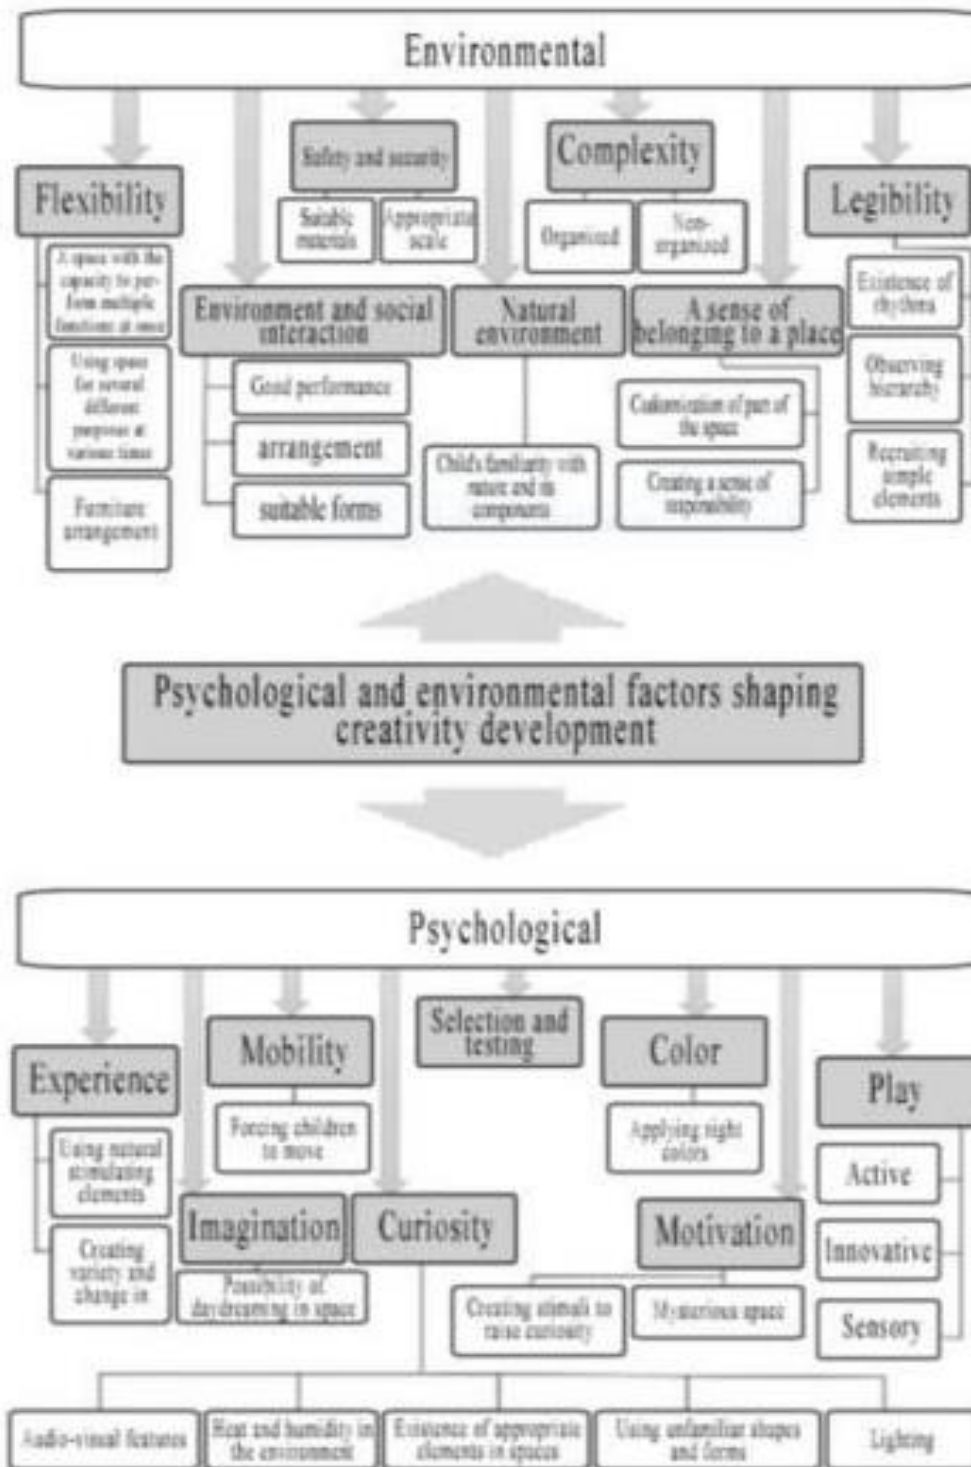 Environmental
Safety and security
Complexity
Flexibility
Legibility
Suitable
materials
Appropriate
scale
Organized
Non-
organized
A space with the
capacity to per-
form multiple
functions at once
Existence of
rhythms
Environment and social
interaction
Natural
environment
A sense of
belonging to a place
Using space
for several
different
purposes at
various times
Good performance
Observing
hierarchy
Customization of part of
the space
arrangement
Recruiting
simple
elements
Child's familiarity with
nature and its
components
Creating a sense of
responsibility
Furniture
arrangement
suitable forms
Psychological and environmental factors shaping
creativity development
Psychological
Selection and
testing
Mobility
Color
Experience
Play
Forcing children
to move
Applying right
colors
Using natural
stimulating
elements
Active
Imagination
Curiosity
Motivation
Innovative
Creating
variety and
change in
Possibility of
daydreaming in space
Creating stimuli to
raise curiosity
Mysterious space
Sensory
Audio-visual features
Heat and humidity in
the environment
Existence of appropriate
elements in spaces
Using unfamiliar shapes
and forms
Lighting